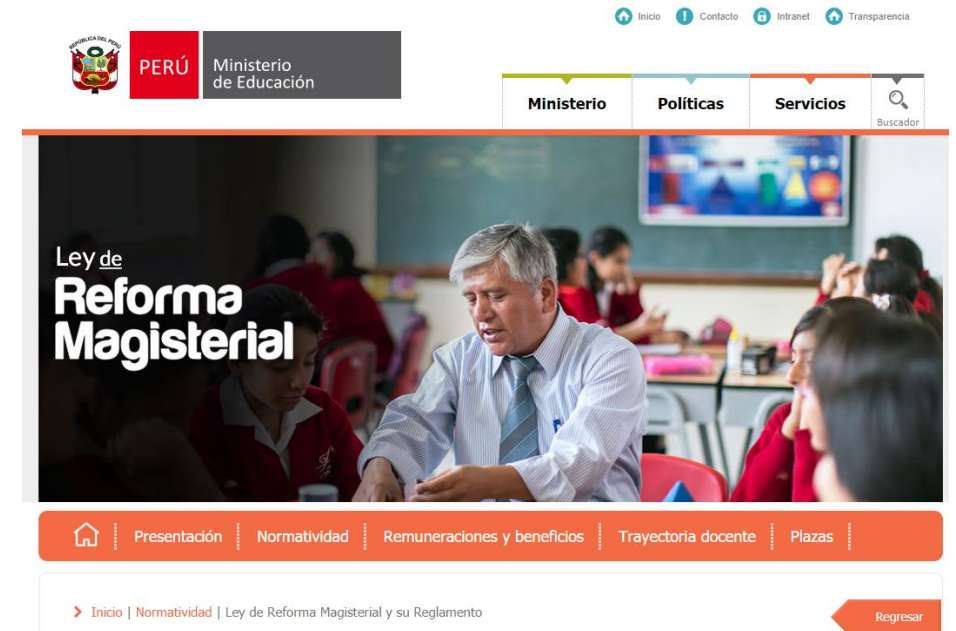 Inicio Contacto Intranet Transparencia
REPÚBLICA DEL PERÚ
PERÚ Ministerio de Educación
Ministerio Políticas Servicios
Buscador
Ley de
Reforma
Magisterial
Presentación Normatividad Remuneraciones y beneficios Trayectoria docente Plazas
Inicio | Normatividad | Ley de Reforma Magisterial y su Reglamento
Regresar